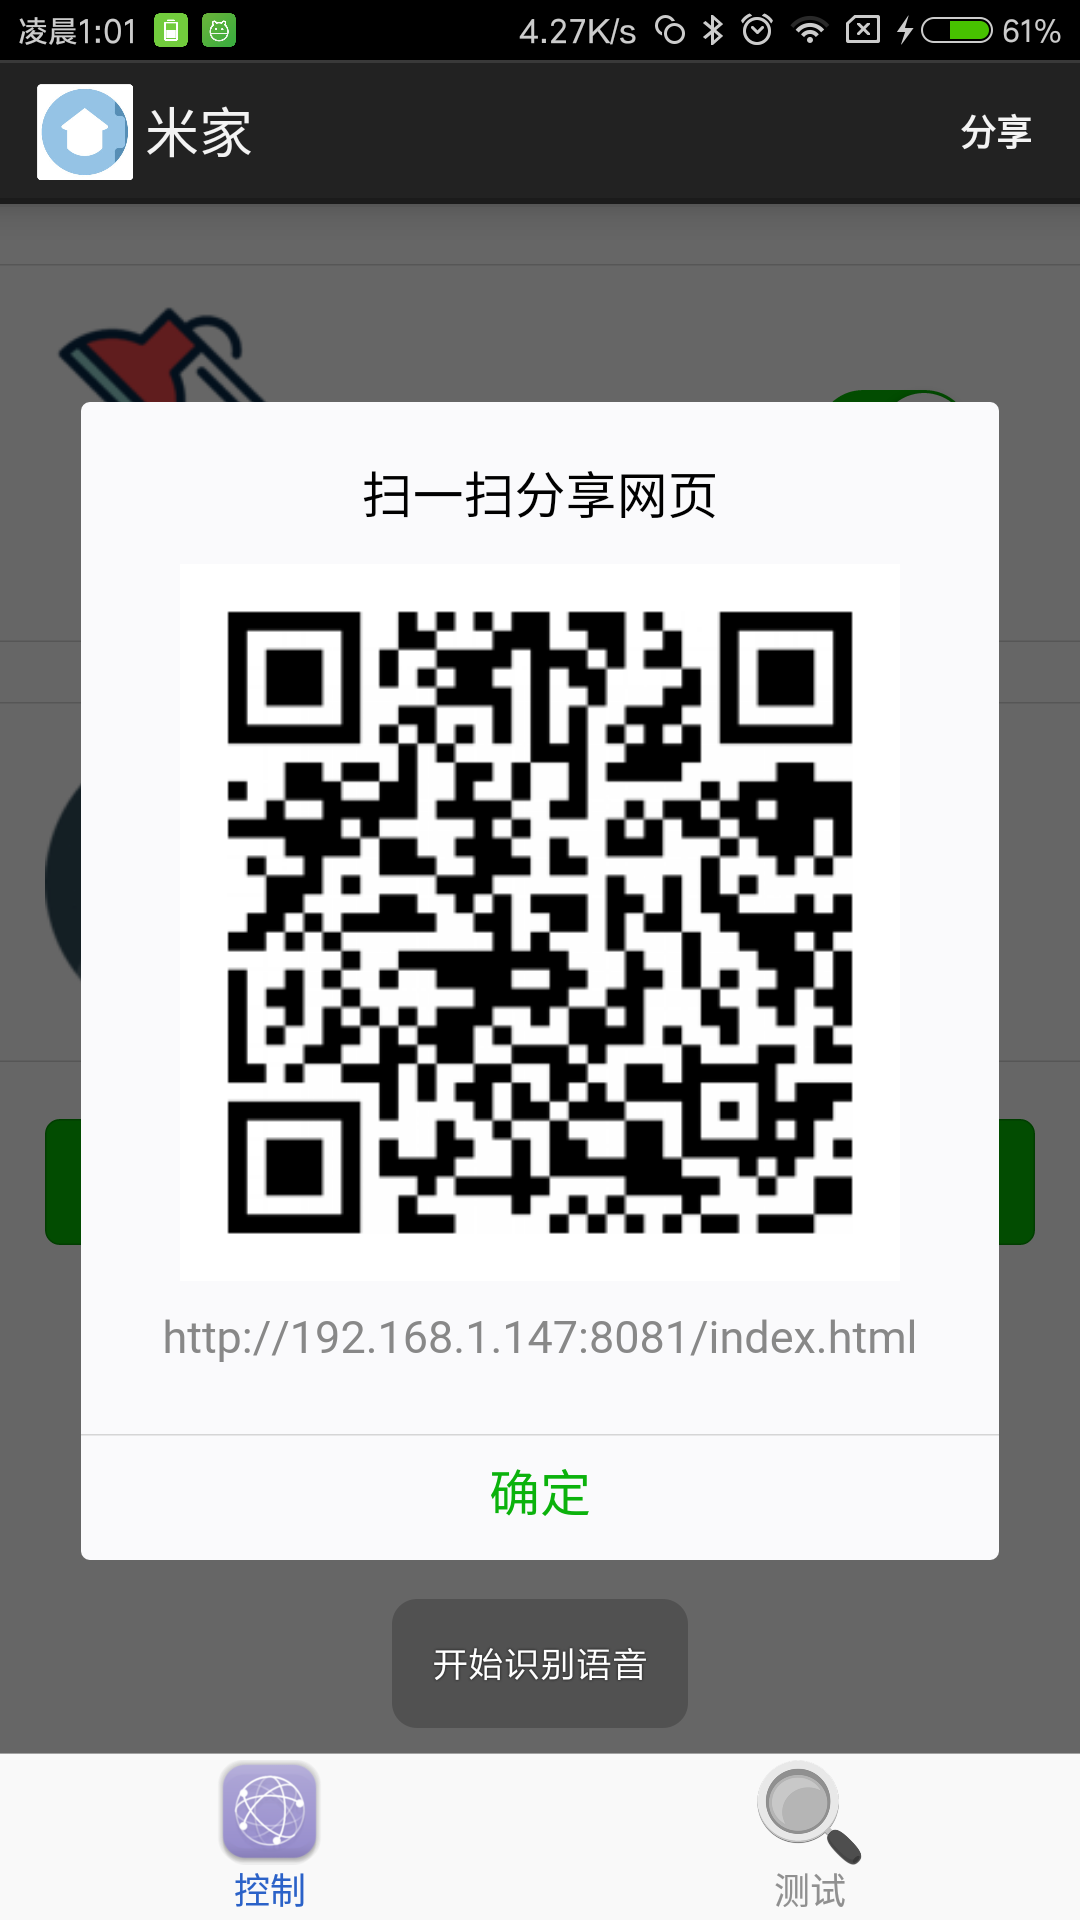 凌晨1:01
4.27K/s
61%
米家
分享
扫一扫分享网页
http://192.168.1.147:8081/index.html
确定
开始识别语音
控制
测试